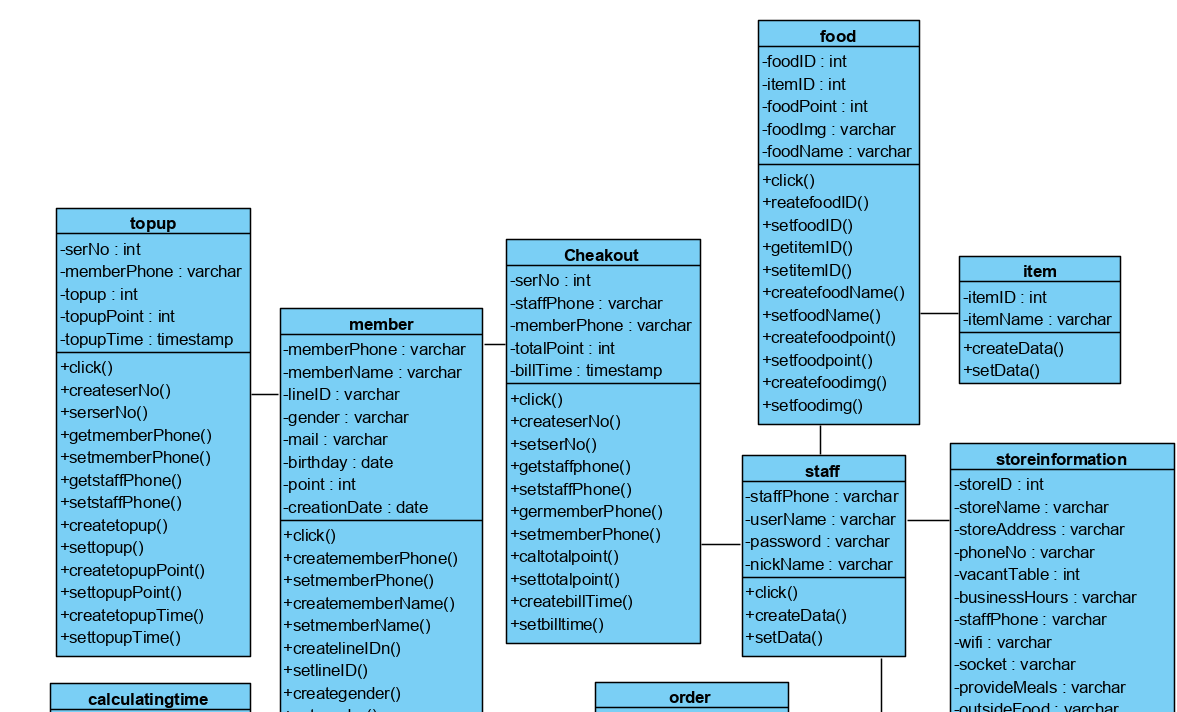 food
-foodID : int
-itemID : int
-foodPoint : int
-foodImg : varchar
-foodName : varchar
+click()
+reatefoodID()
+setfoodID()
+getitemID()
+setitemID()
+createfoodName()
+setfoodName()
+createfoodpoint()
+setfoodpoint()
+createfoodimg()
+setfoodimg()
topup
-serNo : int
-memberPhone : varchar
-topup : int
-topupPoint : int
-topupTime : timestamp
+click()
+createserNo()
+serserNo()
+getmemberPhone()
+setmemberPhone()
+getstaffPhone()
+setstaffPhone()
+createtopup()
+settopup()
+createtopupPoint()
+settopupPoint()
+createtopupTime()
+settopupTime()
member
-memberPhone : varchar
-memberName : varchar
-lineID : varchar
-gender : varchar
-mail : varchar
-birthday : date
-point : int
-creationDate : date
+click()
+creatememberPhone()
+setmemberPhone()
+creatememberName()
+setmemberName()
+createlineIDn()
+setlineID()
+creategender()
Cheakout
-serNo : int
-staffPhone : varchar
-memberPhone : varchar
-totalPoint : int
-billTime : timestamp
+click()
+createserNo()
+setserNo()
+getstaffphone()
+setstaffPhone()
+germemberPhone()
+setmemberPhone()
+caltotalpoint()
+settotalpoint()
+createbillTime()
+setbilltime()
item
-itemID : int
-itemName : varchar
+createData()
+setData()
staff
-staffPhone : varchar
-userName : varchar
-password : varchar
-nickName : varchar
+click()
+createData()
+setData()
storeinformation
-storeID : int
-storeName : varchar
-storeAddress : varchar
-phoneNo : varchar
-vacantTable : int
-businessHours : varchar
-staffPhone : varchar
-wifi : varchar
-socket : varchar
-provideMeals : varchar
-outsideFood : varchar
calculatingtime
order